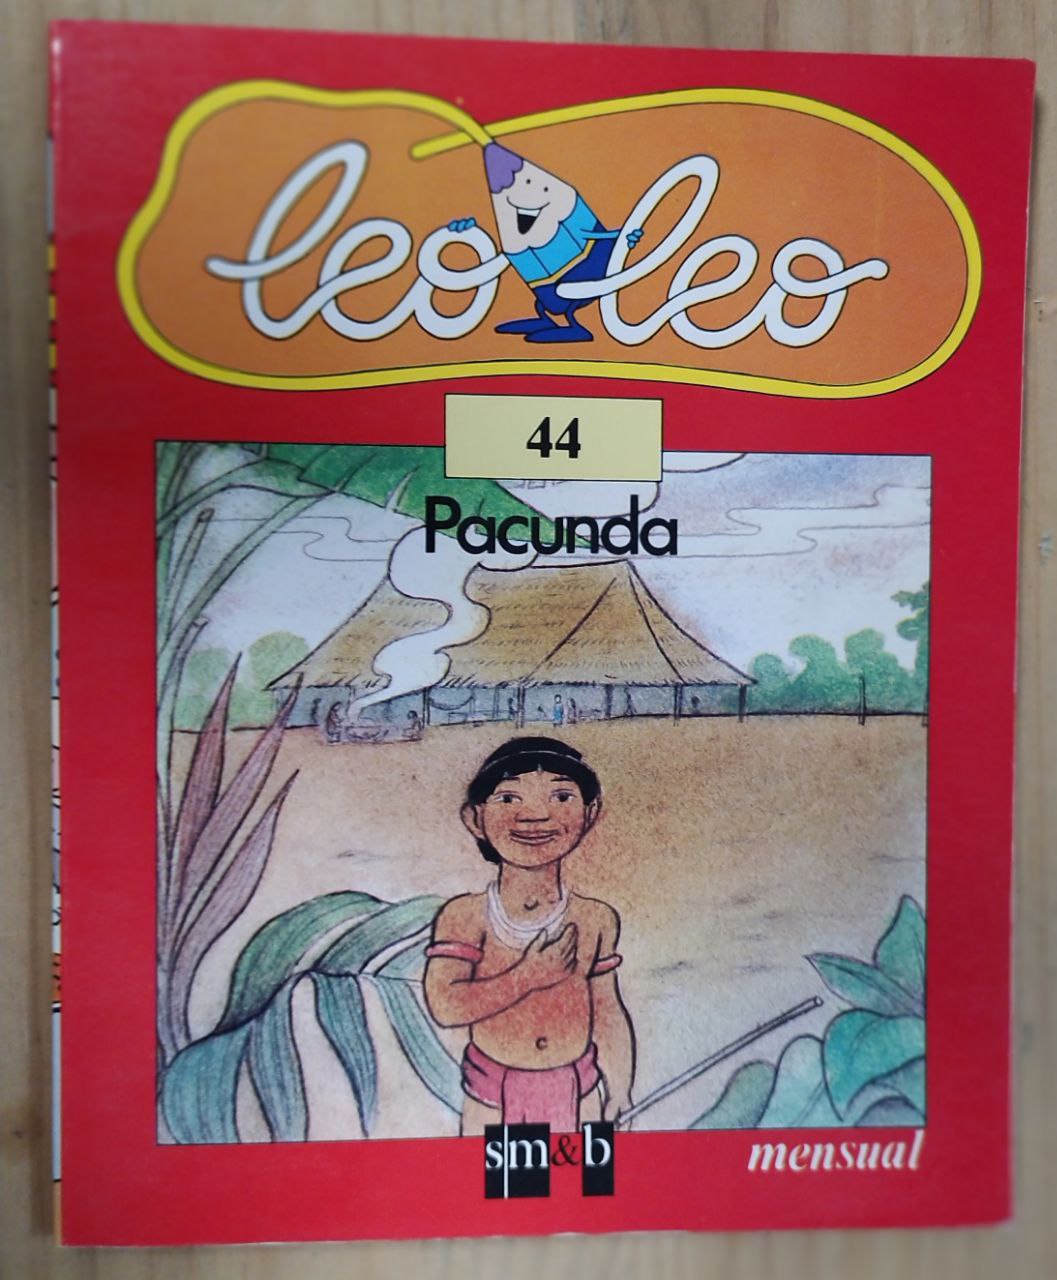 leo leo
44
Pacunda
sm&b
mensual